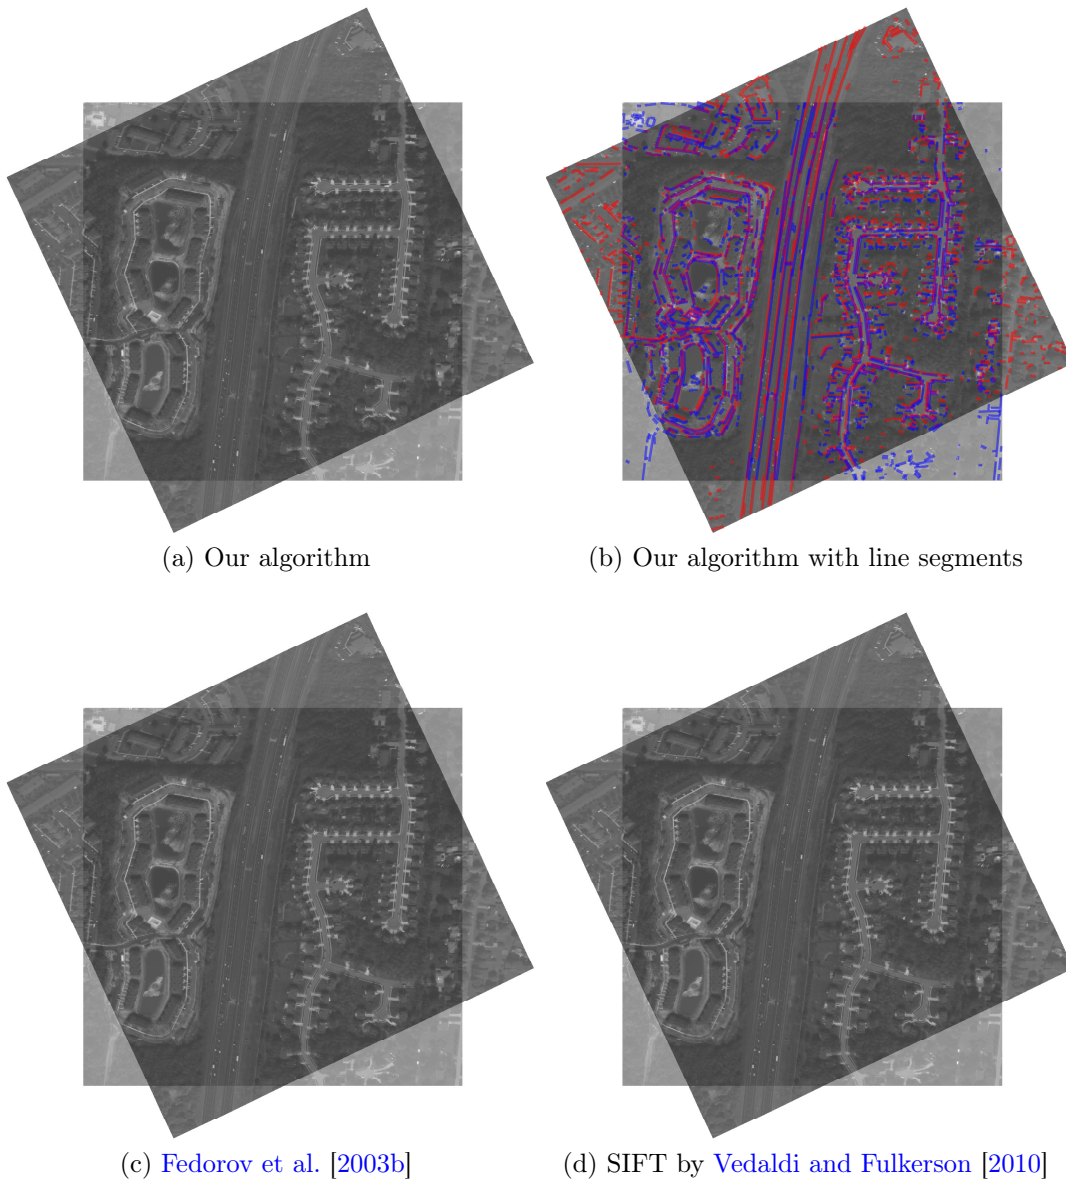 (a) Our algorithm
(b) Our algorithm with line segments
(c) Fedorov et al. [2003b]
(d) SIFT by Vedaldi and Fulkerson [2010]